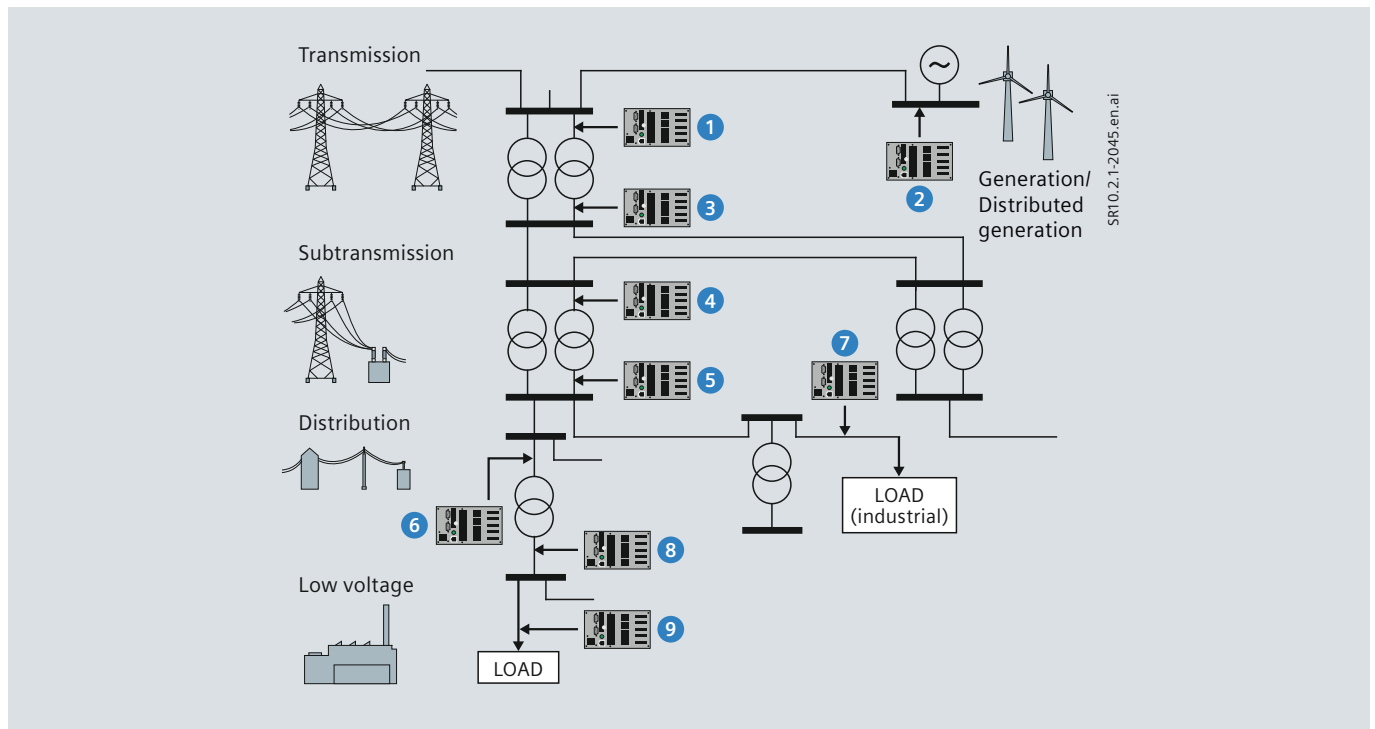 Transmission
1
2
Generation/
Distributed
generation
SR10.2.1-2045.en.ai
3
Subtransmission
4
7
5
Distribution
LOAD
(industrial)
6
8
Low voltage
9
LOAD